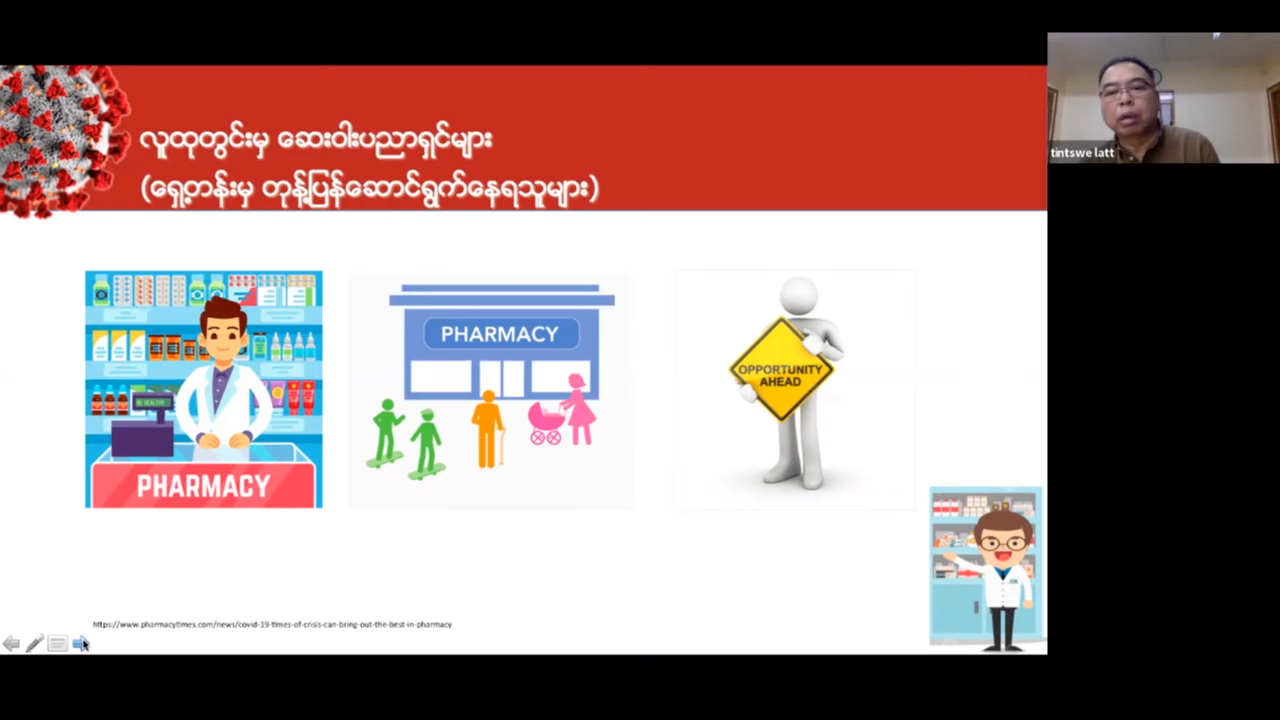 လူထုတွင်းမှ ဆေးဝါးပညာရှင်များ
(ရှေ့တန်းမှ တုန့်ပြန်ဆောင်ရွက်နေရသူများ)
tintswe latt
BE HEALTHY
PHARMACY
PHARMACY
OPPORTUNITY
AHEAD
https://www.pharmacytimes.com/news/covid-19-times-of-crisis-can-bring-out-the-best-in-pharmacy